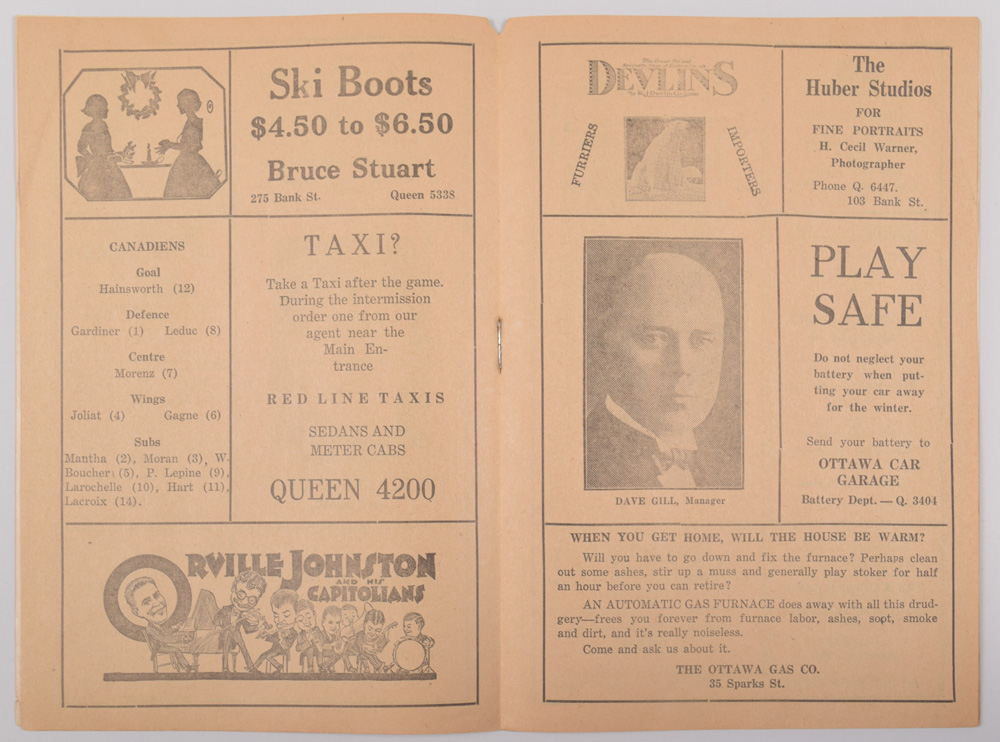 Ski Boots
$4.50 to $6.50
Bruce Stuart
275 Bank St. Queen 5338
CANADIENS
Goal
Hainsworth (12)
Defence
Gardiner (1) Leduc (8)
Centre
Morenz (7)
Wings
Joliat (4) Gagne (6)
Subs
Mantha (2), Moran (3), W.
Boucher (5), P. Lepine (9),
Larochelle (10), Hart (11),
Lacroix (14).
TAXI?
Take a Taxi after the game.
During the intermission
order one from our
agent near the
Main En-
trance
RED LINE TAXIS
SEDANS AND
METER CABS
QUEEN 4200
ORVILLE JOHNSTON
AND HIS
CAPITOLIANS
DEVLINS
FURRIERS
IMPORTERS
The
Huber Studios
FOR
FINE PORTRAITS
H. Cecil Warner,
Photographer
Phone Q. 6447.
103 Bank St.
DAVE GILL, Manager
PLAY
SAFE
Do not neglect your
battery when put-
ting your car away
for the winter.
Send your battery to
OTTAWA CAR
GARAGE
Battery Dept. — Q. 3404
WHEN YOU GET HOME, WILL THE HOUSE BE WARM?
Will you have to go down and fix the furnace? Perhaps clean
out some ashes, stir up a muss and generally play stoker for half
an hour before you can retire?
AN AUTOMATIC GAS FURNACE does away with all this drud-
gery—frees you forever from furnace labor, ashes, soot, smoke
and dirt, and it's really noiseless.
Come and ask us about it.
THE OTTAWA GAS CO.
35 Sparks St.